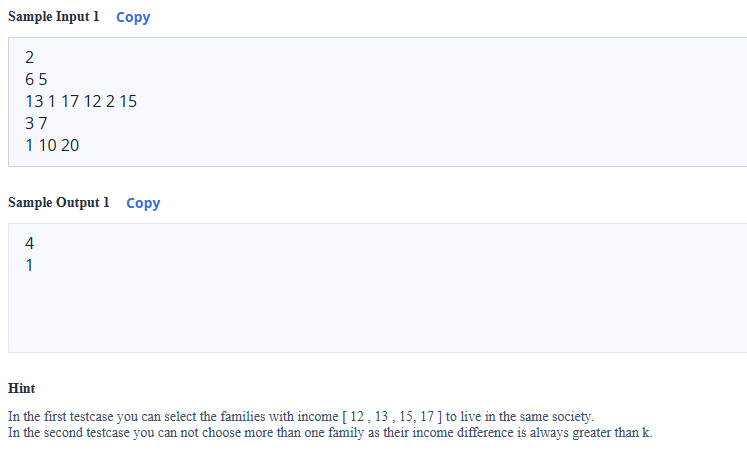 Sample Input 1 Copy
2
6 5
13 1 17 12 2 15
3 7
1 10 20
Sample Output 1 Copy
4
1
Hint
In the first testcase you can select the families with income [ 12 , 13 , 15, 17 ] to live in the same society.
In the second testcase you can not choose more than one family as their income difference is always greater than k.